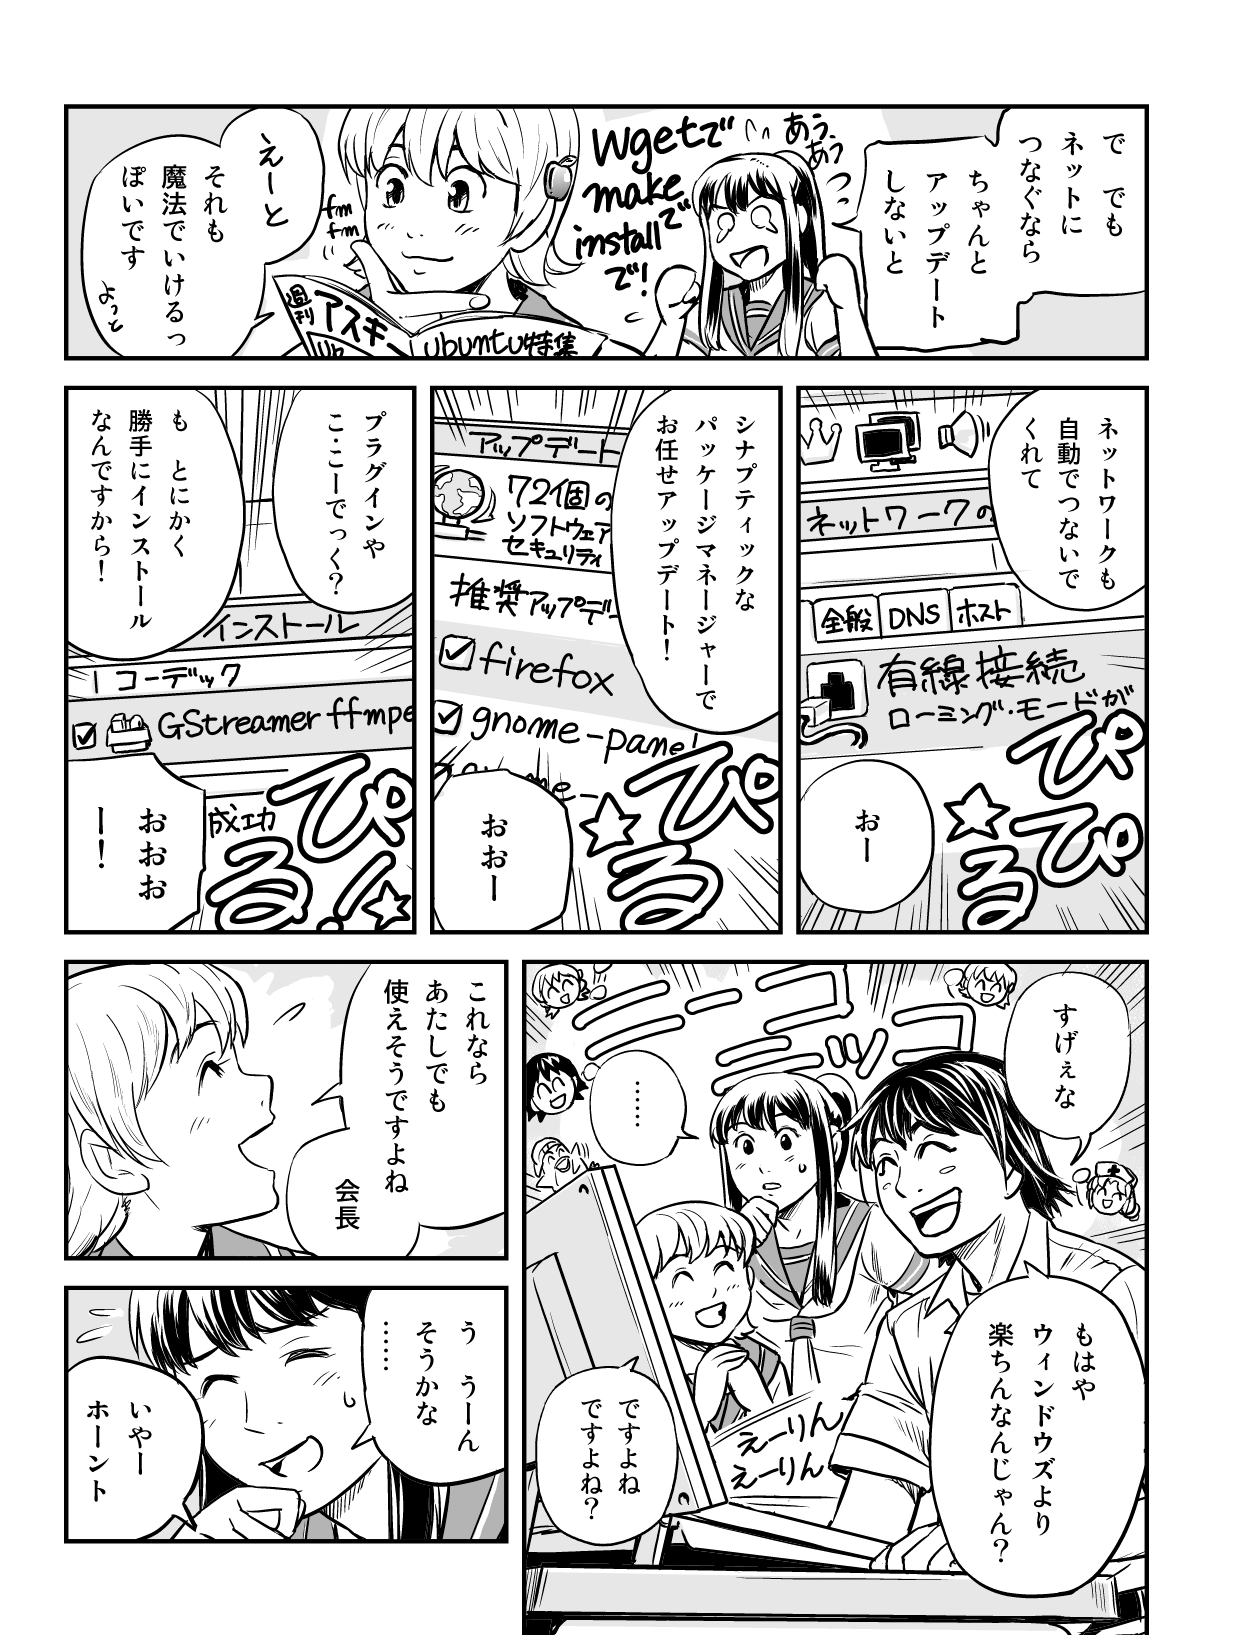 で でも
ネットに
つなぐなら
ちゃんと
アップデート
しないと
あう、
あう
wgetで
make
installで
で!
fm
fm
週刊
アスキー
ub
ubuntu特集
えーと
それも
魔法でいけるっ
ぽいです
よっと
ネットワークも
自動でつないで
くれて
ネットワークの
全般
DNS
ホスト
有線接続
ローミング・モードが
おー
ぴぴ
る
シナプティックな
パッケージマネージャーで
お任せアップデート!
アップデート
72個の
ソフトウェア
セキュリティ
推奨アップデー
firefox
gnome-panel
おおー
ぴ
る
プラグインや
こ・こーでっく?
も とにかく
勝手にインストール
なんですから!
インストール
コーデック
GStreamer ffmpe
成功
おおお
ー!
ぴ
る!
すげぇな
ニーコ
ニッコ
……
もはや
ウィンドウズより
楽ちんなんじゃん?
えーりん
えーりん
ですよね
ですよね?
これなら
あたしでも
使えそうですよね
会長
う うーん
そうかな
……
いやー
ホーント